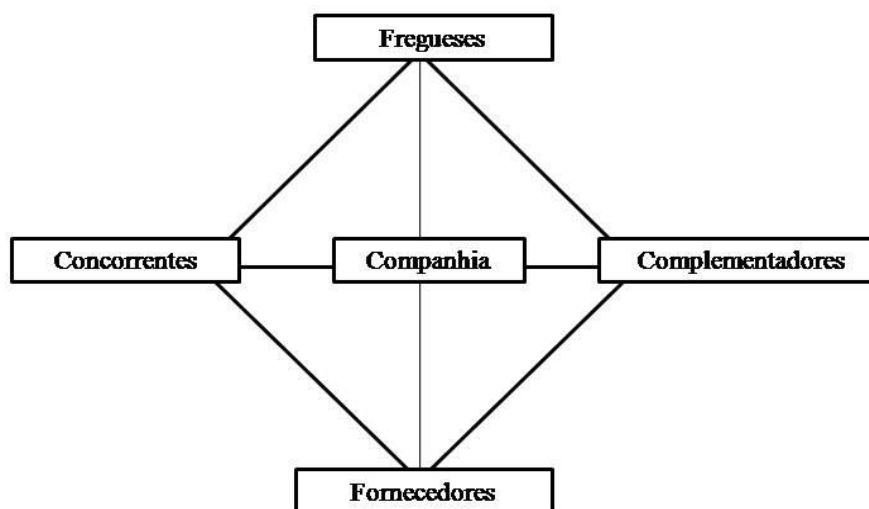 Fregueses
Concorrentes
Companhia
Complementadores
Fornecedores